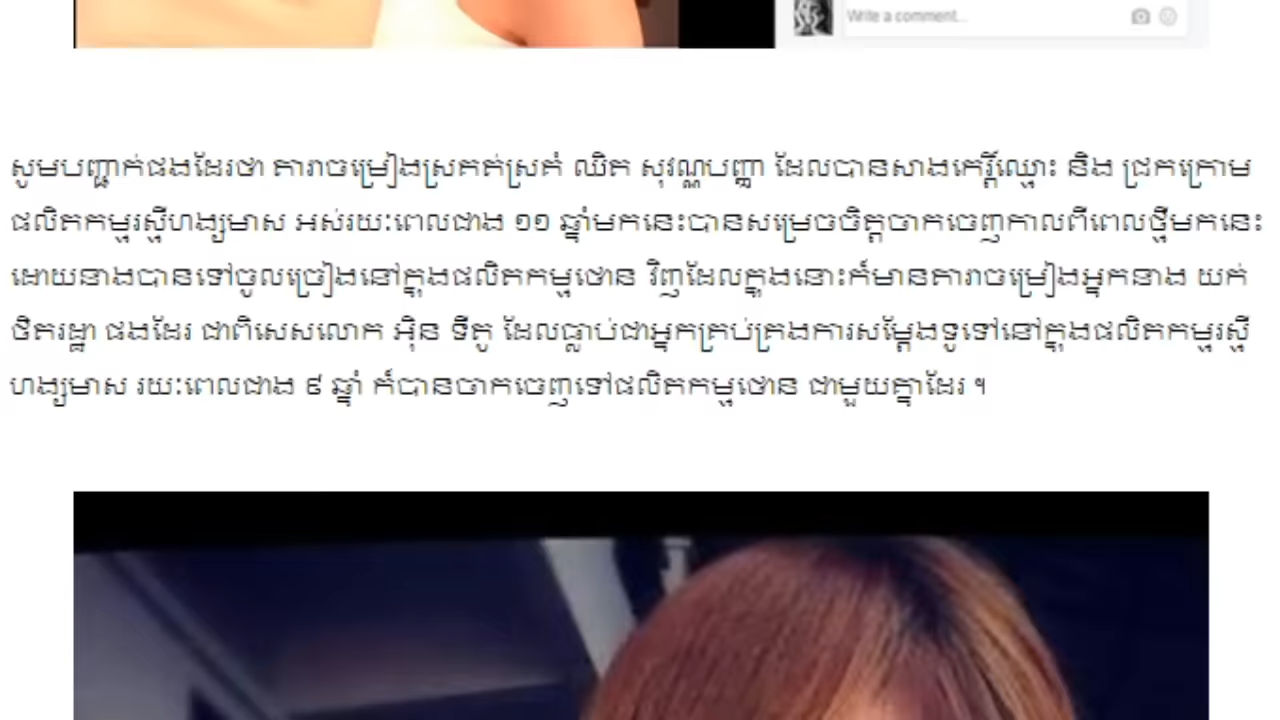 Write a comment...
សូមបញ្ជាក់ផងដែរថា តារាចម្រៀងស្រគត់ស្រគំ ឈិត សុវណ្ណបញ្ញា ដែលបានសាងកេរ្តិ៍ឈ្មោះ និង ជ្រកក្រោម
ផលិតកម្មរស្មីហង្សមាស អស់រយៈពេលជាង ១១ ឆ្នាំមកនេះបានសម្រេចចិត្តចាកចេញកាលពីពេលថ្មីមកនេះ
ដោយនាងបានទៅចូលច្រៀងនៅក្នុងផលិតកម្មថោន វិញដែលក្នុងនោះក៏មានតារាចម្រៀងអ្នកនាង យក់
ថិតរដ្ឋា ផងដែរ ជាពិសេសលោក អ៊ិន ទីតូ ដែលធ្លាប់ជាអ្នកគ្រប់គ្រងការសម្តែងទូទៅនៅក្នុងផលិតកម្មរស្មី
ហង្សមាស រយៈពេលជាង ៩ ឆ្នាំ ក៏បានចាកចេញទៅផលិតកម្មថោន ជាមួយគ្នាដែរ ។